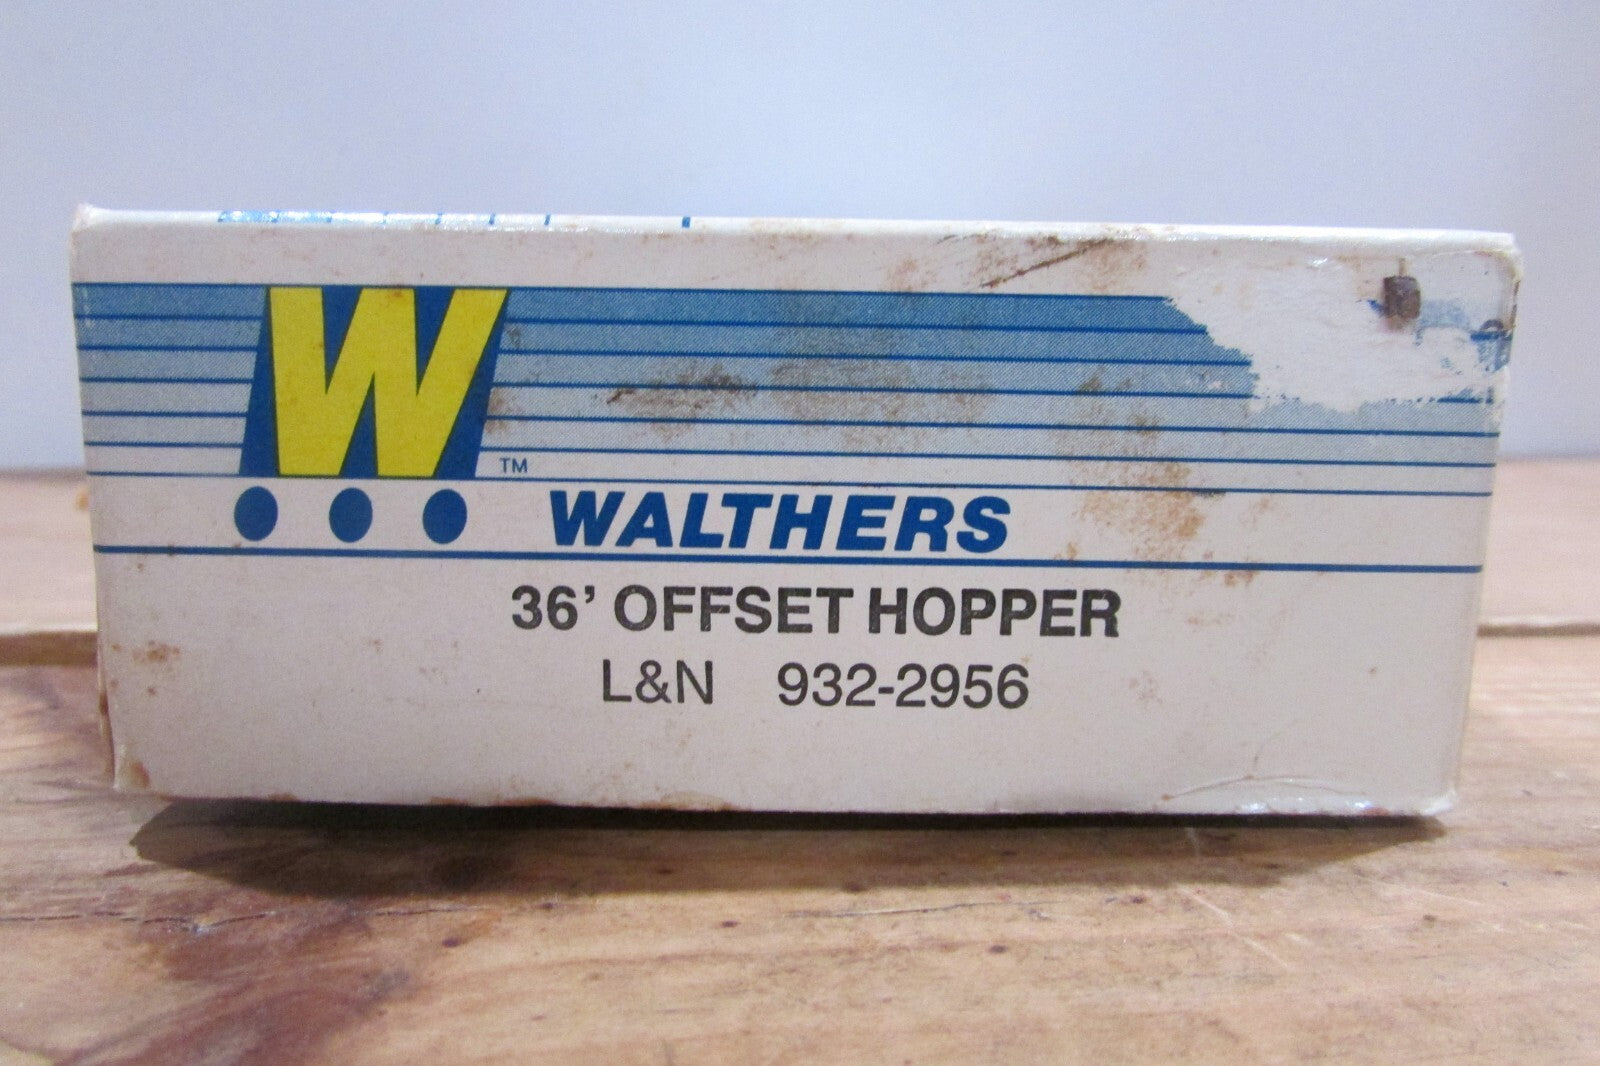 W
TM
WALTHERS
36' OFFSET HOPPER
L&N 932-2956